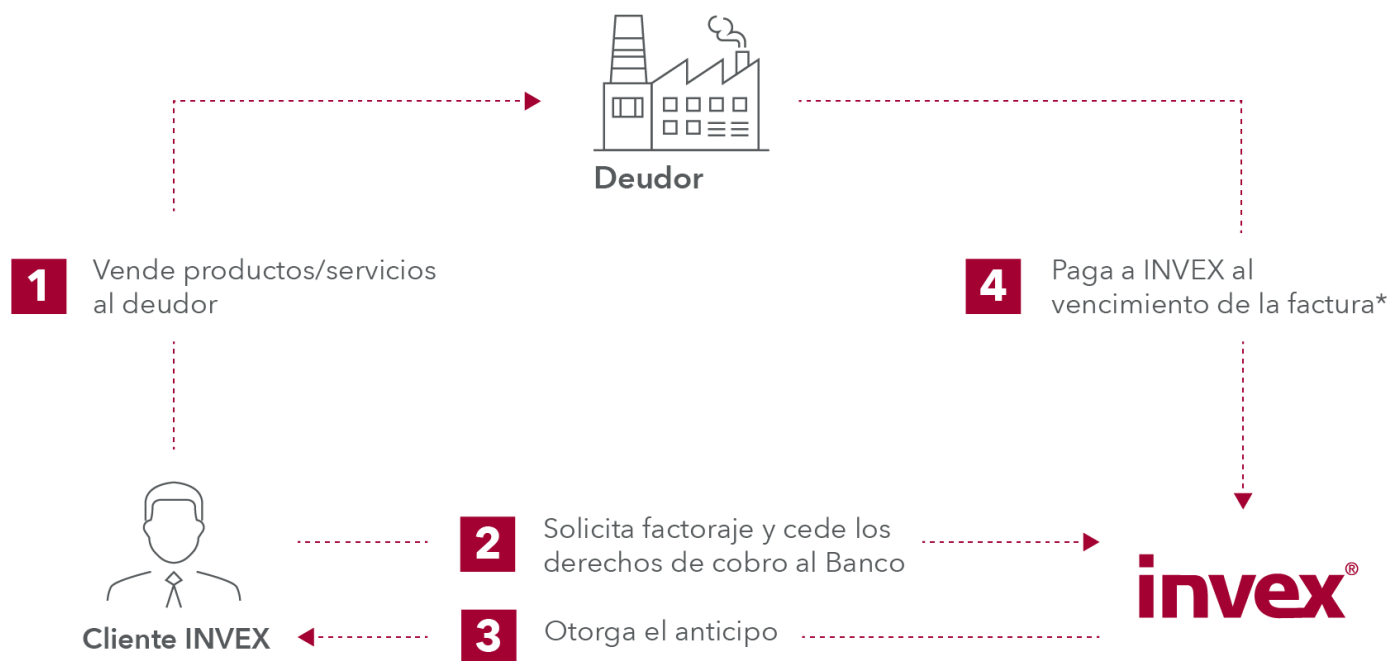 Deudor
1
Vende productos/servicios
al deudor
4
Paga a INVEX al
vencimiento de la factura*
2
Solicita factoraje y cede los
derechos de cobro al Banco
invex®
Cliente INVEX
3
Otorga el anticipo